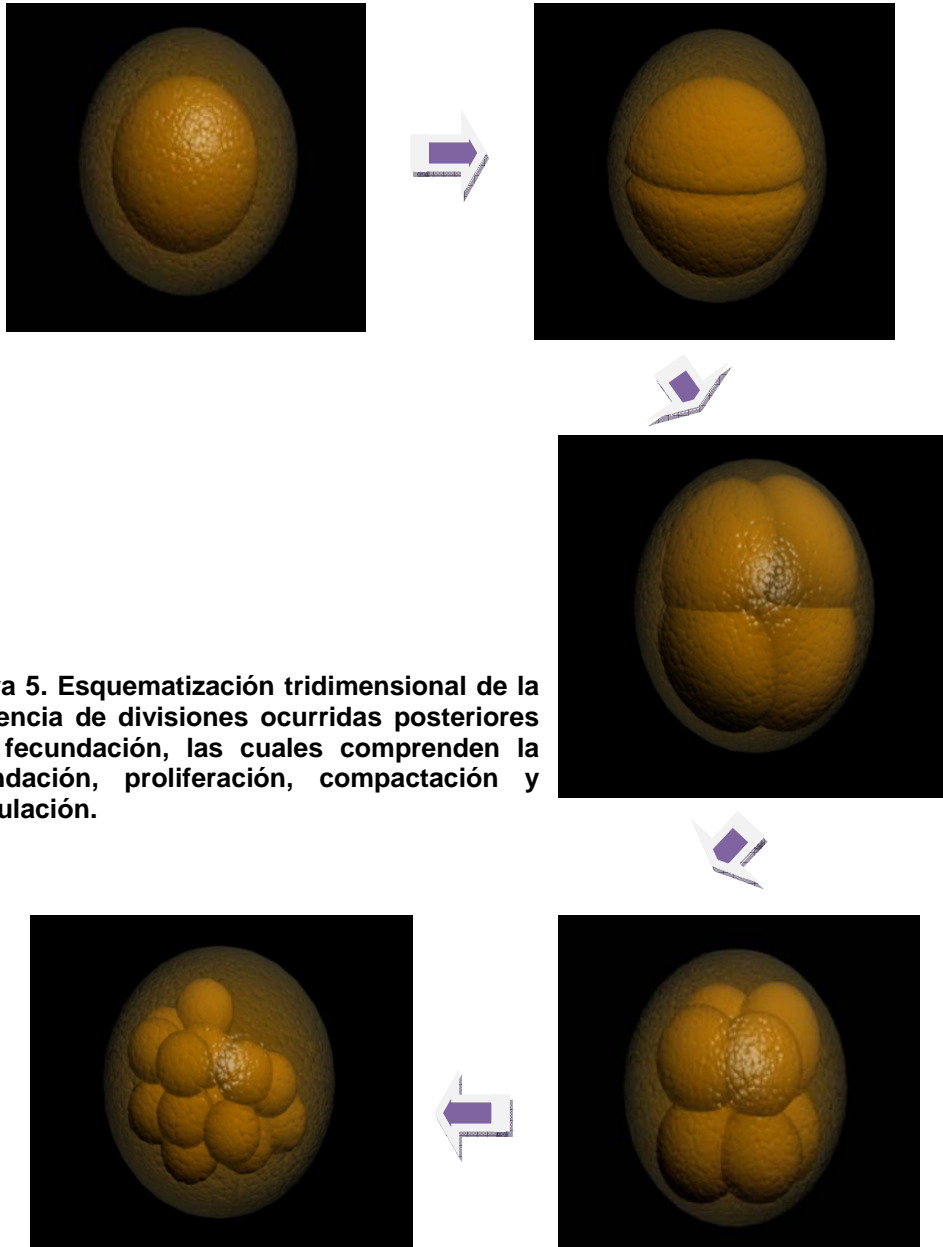 a 5. Esquematización tridimensional de la
encia de divisiones ocurridas posteriores
fecundación, las cuales comprenden la
ndación, proliferación, compactación y
ulación.